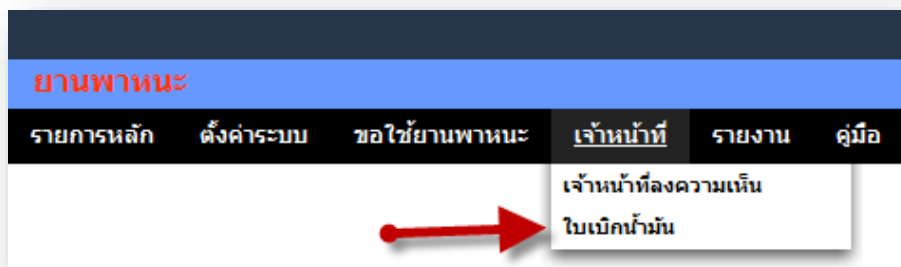 ยานพาหนะ
รายการหลัก ตั้งค่าระบบ ขอใช้ยานพาหนะ เจ้าหน้าที่ รายงาน คู่มือ
เจ้าหน้าที่ลงความเห็น
ใบเบิกน้ำมัน